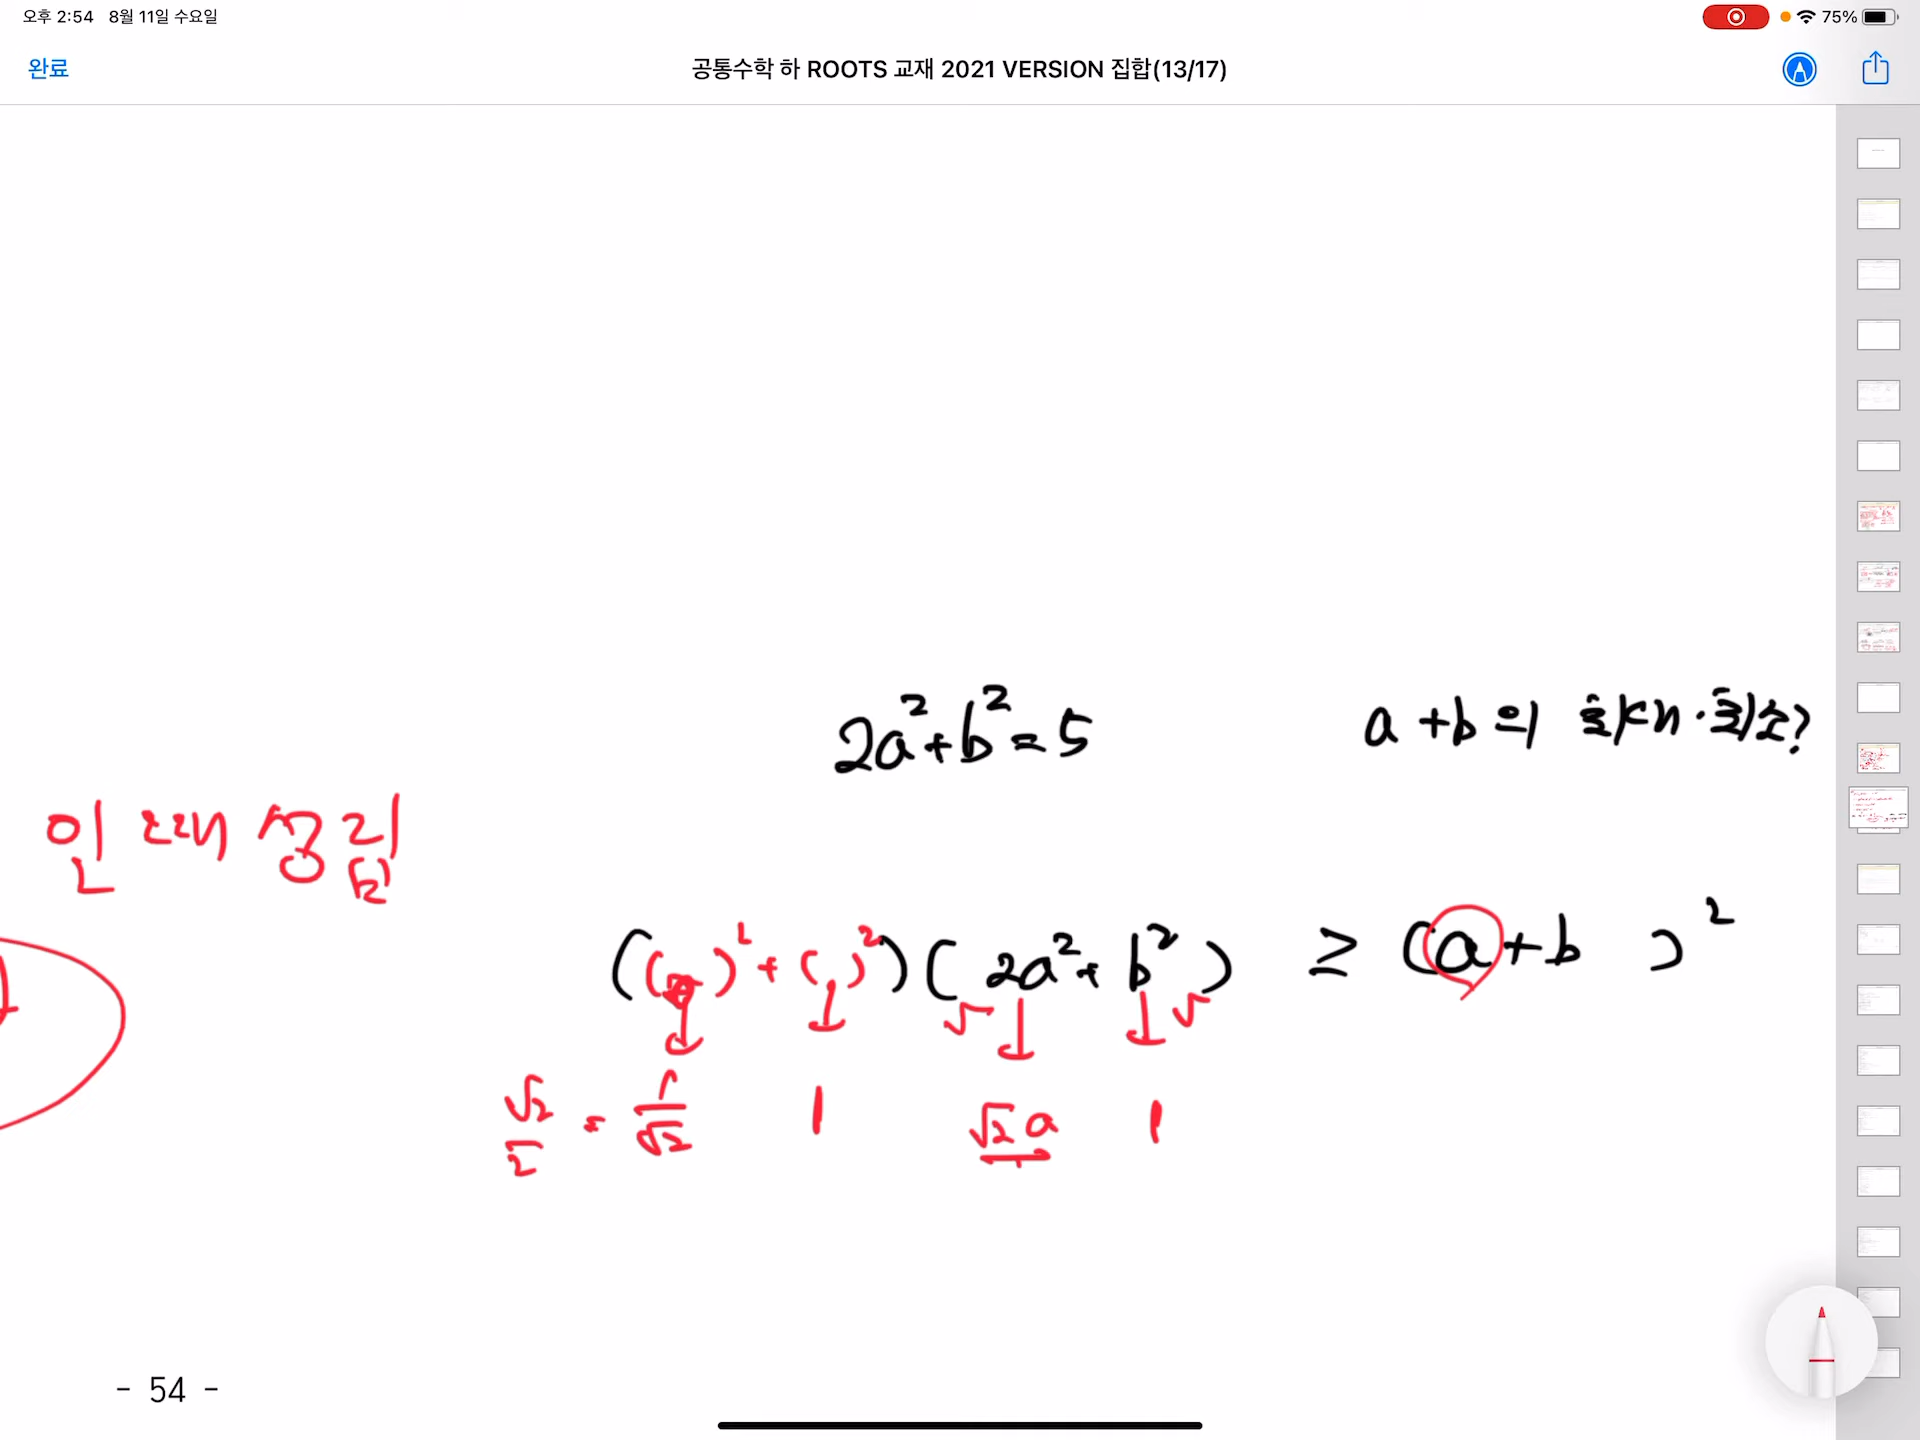 오후 2:54 8월 11일 수요일
75%
완료
공통수학 하 ROOTS 교재 2021 VERSION 집합(13/17)
2a²+b²=5
a+b의 최대·최소?
인때 성립
(( )²+( )²)(2a²+b²) ≥ (a+b )²
√ √
√2/2 = 1/√2 1 √2a 1
- 54 -